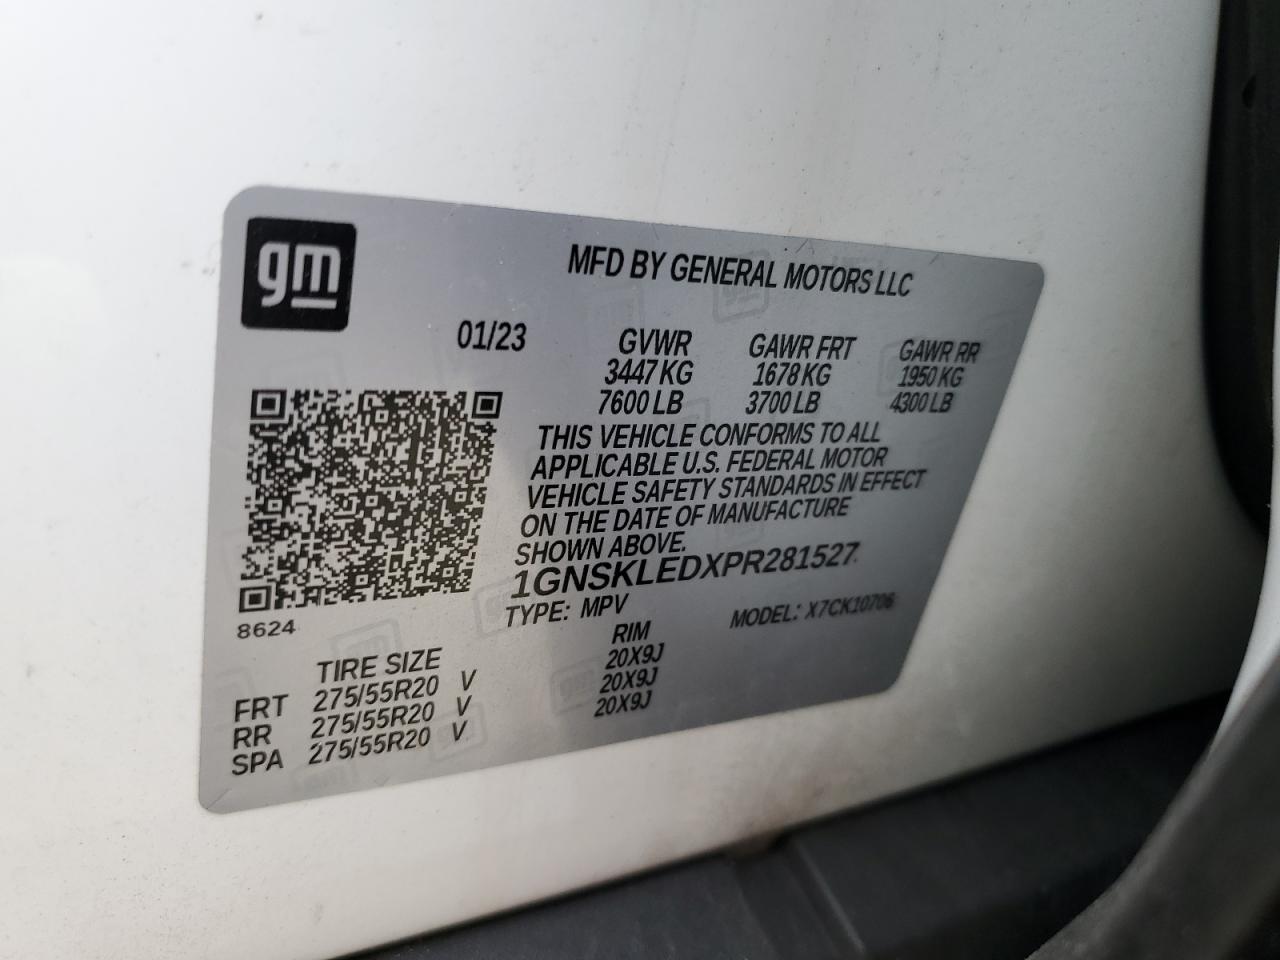 gm
MFD BY GENERAL MOTORS LLC
01/23 GVWR GAWR FRT GAWR RR
3447 KG 1678 KG 1950 KG
7600 LB 3700 LB 4300 LB
THIS VEHICLE CONFORMS TO ALL
APPLICABLE U.S. FEDERAL MOTOR
VEHICLE SAFETY STANDARDS IN EFFECT
ON THE DATE OF MANUFACTURE
SHOWN ABOVE.
1GNSKLEDXPR281527
TYPE: MPV MODEL: X7CK10706
8624
TIRE SIZE RIM
FRT 275/55R20 V 20X9J
RR 275/55R20 V 20X9J
SPA 275/55R20 V 20X9J